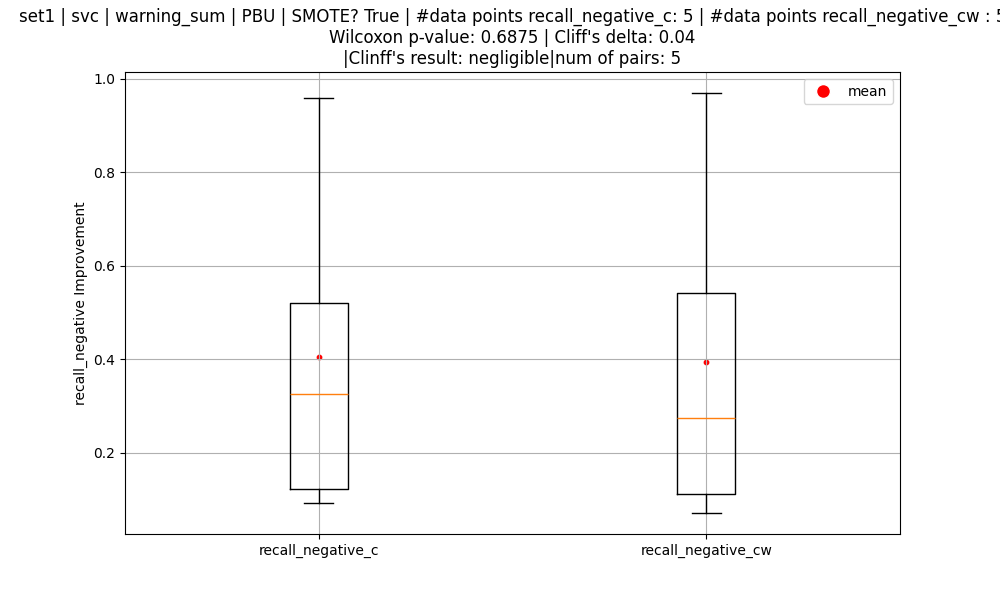 set1 | svc | warning_sum | PBU | SMOTE? True | #data points recall_negative_c: 5 | #data points recall_negative_cw : 5
Wilcoxon p-value: 0.6875 | Cliff's delta: 0.04
|Clinff's result: negligible|num of pairs: 5
mean
1.0
0.8
0.6
0.4
0.2
recall_negative Improvement
recall_negative_c
recall_negative_cw